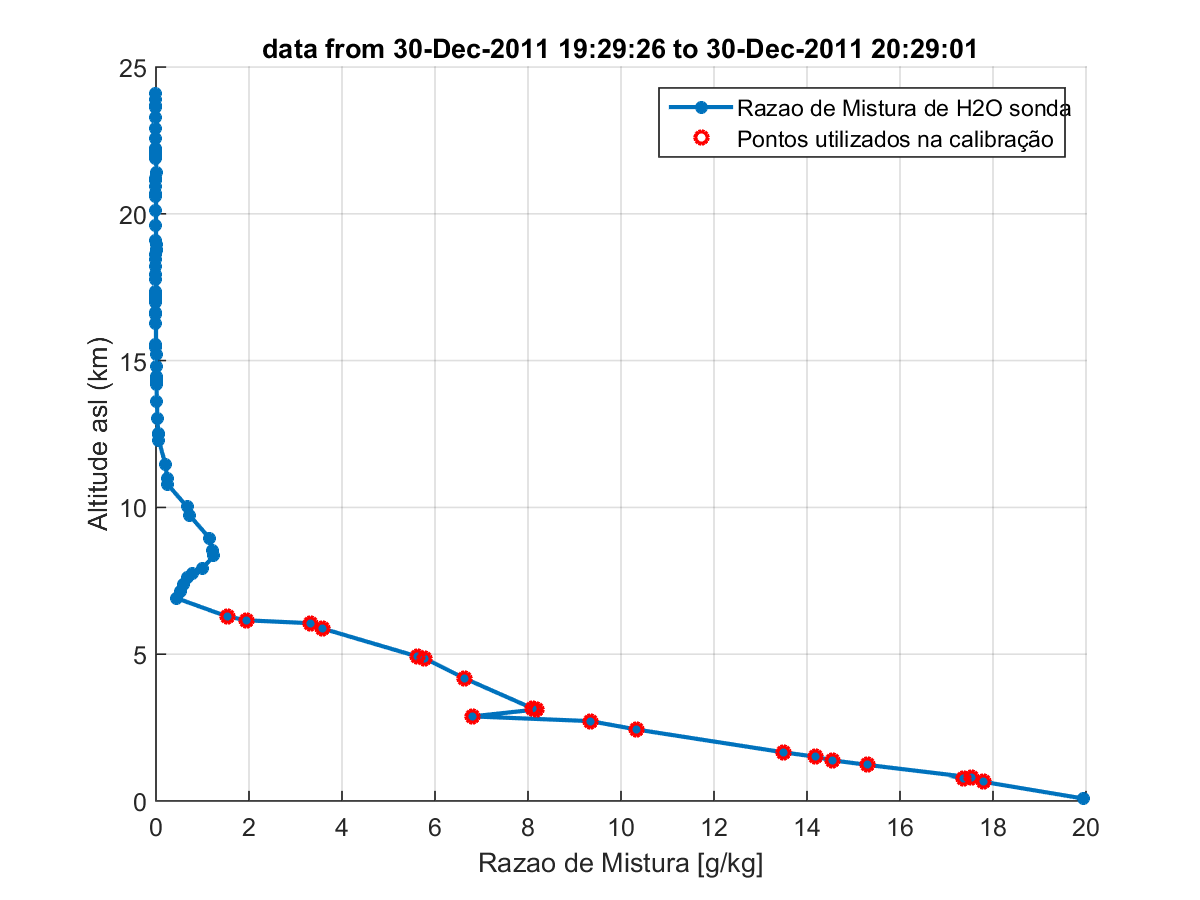 data from 30-Dec-2011 19:29:26 to 30-Dec-2011 20:29:01
Razao de Mistura de H2O sonda
Pontos utilizados na calibração
25
20
15
10
5
0
Altitude asl (km)
0 2 4 6 8 10 12 14 16 18 20
Razao de Mistura [g/kg]